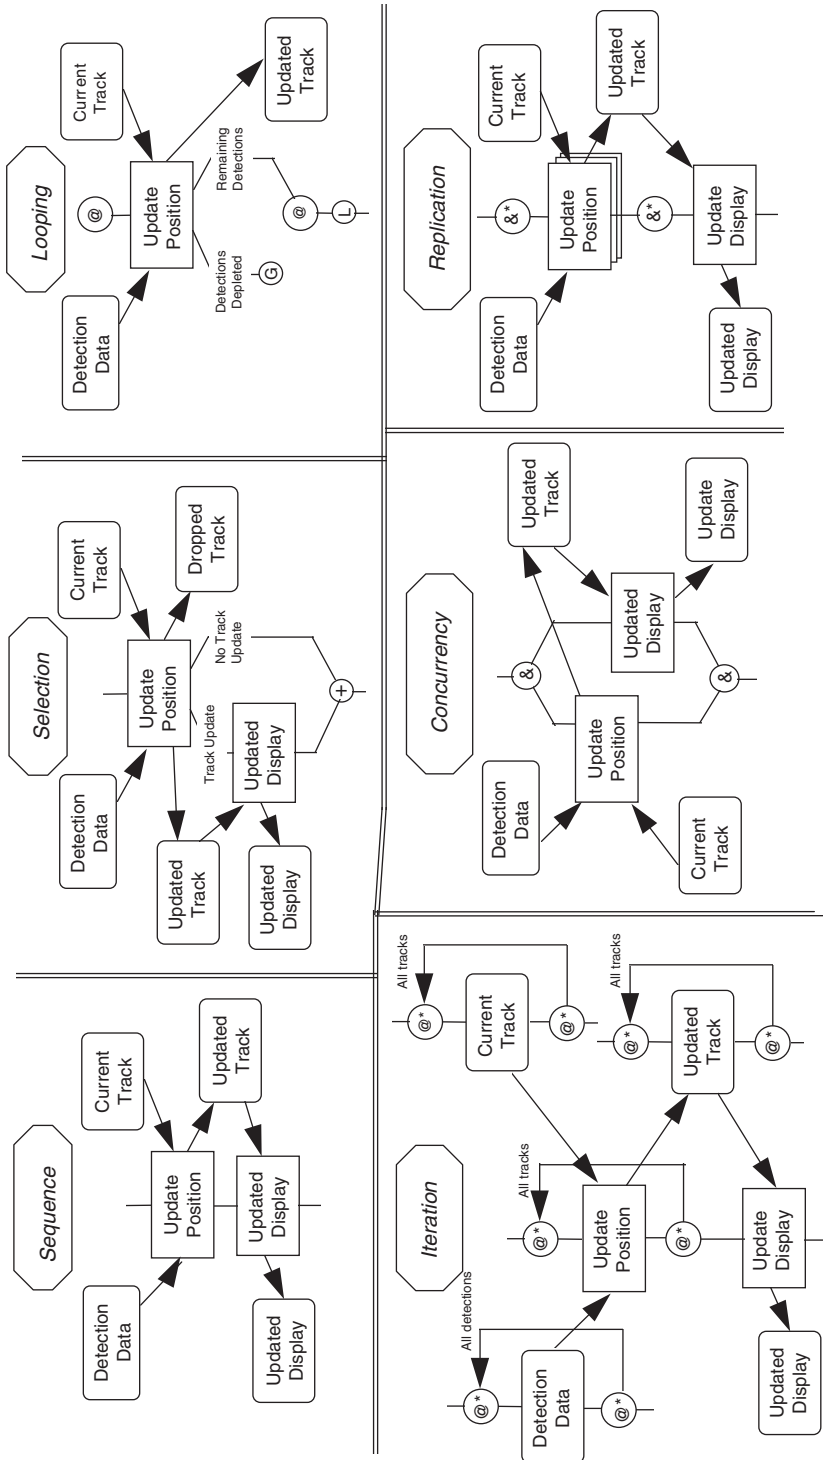 Sequence
Detection
Data
Current
Track
Update
Position
Updated
Track
Updated
Display
Updated
Display
Selection
Detection
Data
Current
Track
Update
Position
Dropped
Track
Updated
Track
Track Update
No Track
Update
Updated
Display
Updated
Display
+
Looping
@
Detection
Data
Current
Track
Update
Position
Updated
Track
Detections
Depleted
Remaining
Detections
G
@
L
Iteration
All detections
@*
Detection
Data
@*
All tracks
@*
Update
Position
@*
All tracks
@*
Current
Track
@*
All tracks
@*
Updated
Track
@*
Update
Display
Updated
Display
Concurrency
Detection
Data
&
Updated
Track
Update
Position
Updated
Display
Current
Track
&
Update
Display
Replication
&*
Detection
Data
Current
Track
Update
Position
Updated
Track
&*
Update
Display
Updated
Display